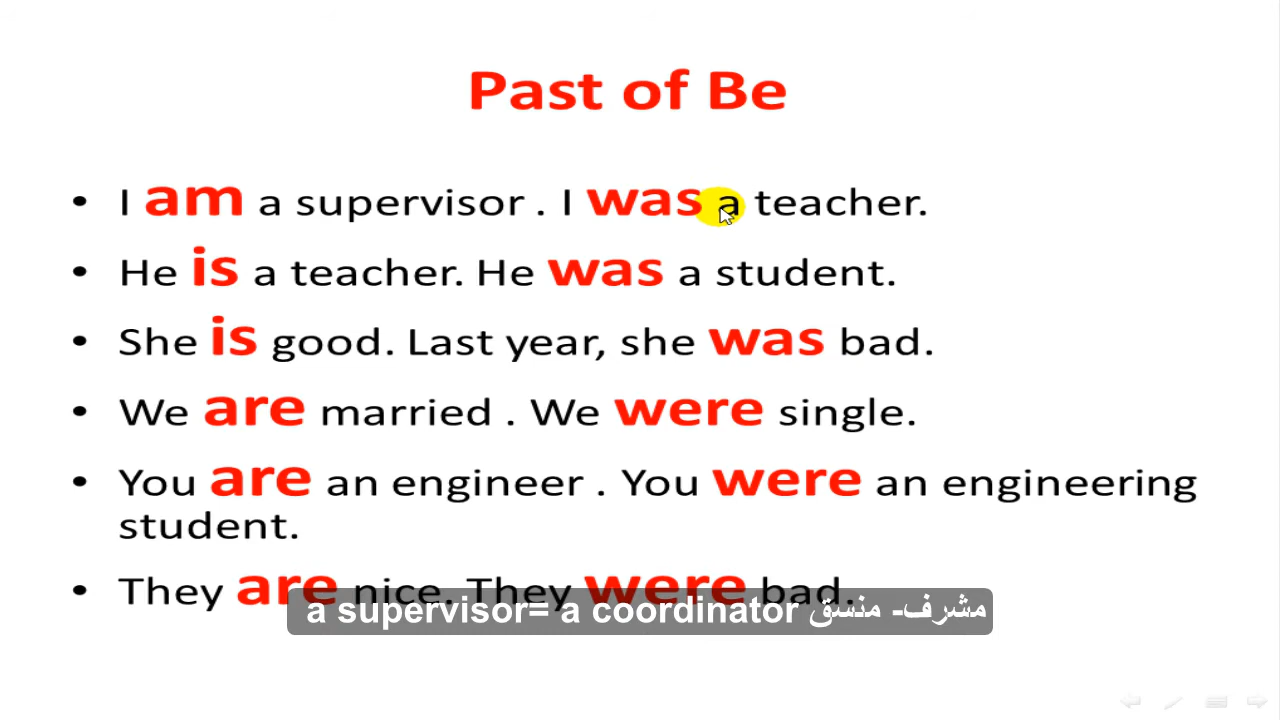 Past of Be
• I am a supervisor . I was a teacher.
• He is a teacher. He was a student.
• She is good. Last year, she was bad.
• We are married . We were single.
• You are an engineer . You were an engineering
student.
• They are nice. They were bad.
a supervisor= a coordinator مشرف- منسق